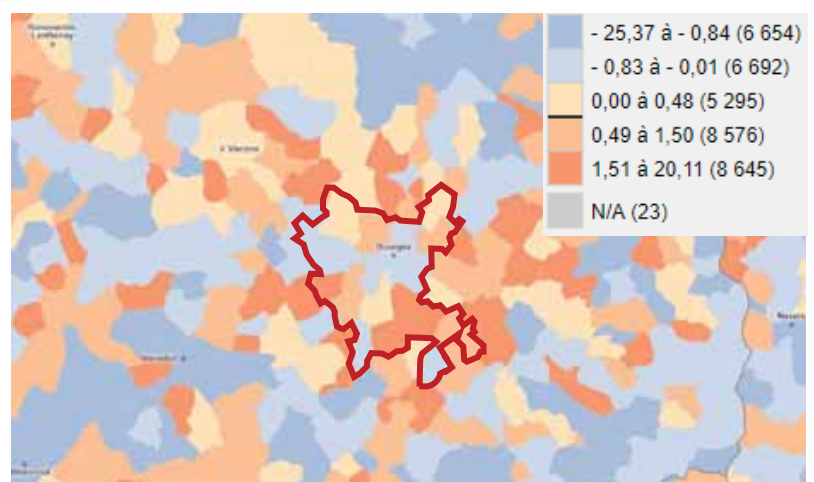 - 25,37 à - 0,84 (6 654)
- 0,83 à - 0,01 (6 692)
0,00 à 0,48 (5 295)
0,49 à 1,50 (8 576)
1,51 à 20,11 (8 645)
N/A (23)
Vierzon
Bourges